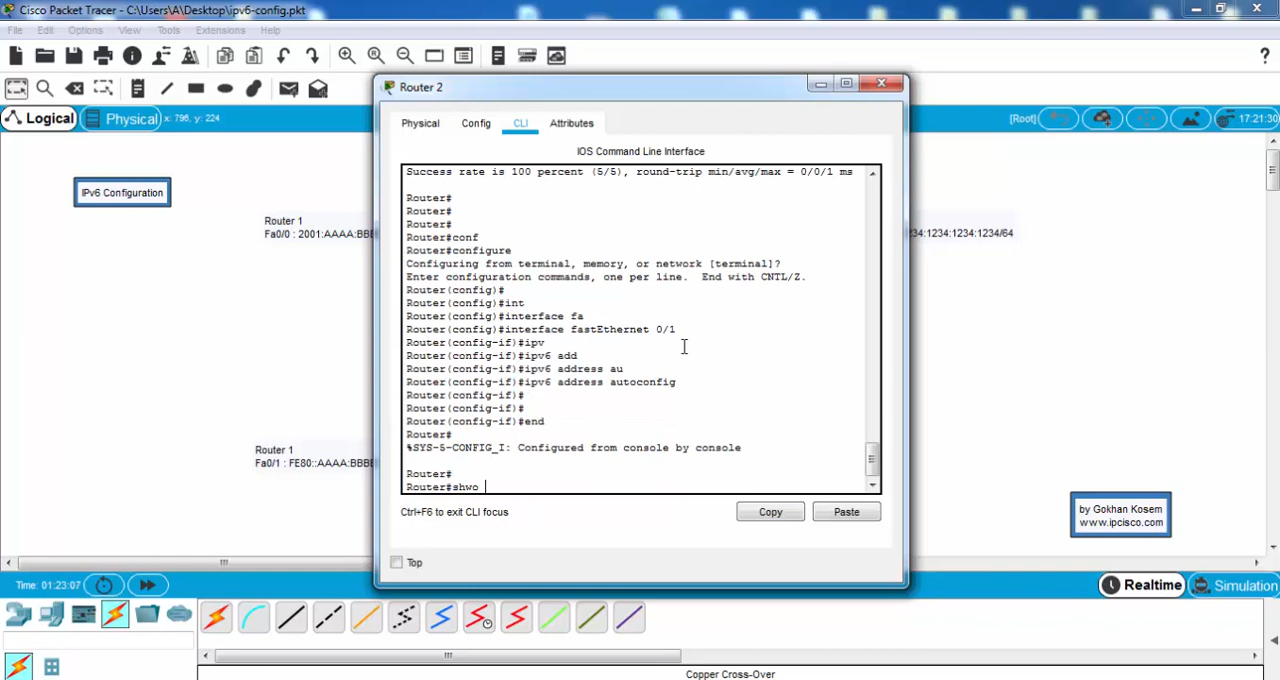 Cisco Packet Tracer - C:\Users\A\Desktop\ipv6-config.pkt
File Edit Options View Tools Extensions Help
?
Logical Physical x: 796, y: 224 [Root] 17:21:30
IPv6 Configuration
Router 1
Fa0/0 : 2001:AAAA:BBB
234:1234:1234:1234/64
Router 1
Fa0/1 : FE80::AAAA:BBBB
Router 2
Physical Config CLI Attributes
IOS Command Line Interface
Success rate is 100 percent (5/5), round-trip min/avg/max = 0/0/1 ms
Router#
Router#
Router#
Router#conf
Router#configure
Configuring from terminal, memory, or network [terminal]?
Enter configuration commands, one per line. End with CNTL/Z.
Router(config)#
Router(config)#int
Router(config)#interface fa
Router(config)#interface fastEthernet 0/1
Router(config-if)#ipv
Router(config-if)#ipv6 add
Router(config-if)#ipv6 address au
Router(config-if)#ipv6 address autoconfig
Router(config-if)#
Router(config-if)#
Router(config-if)#end
Router#
%SYS-5-CONFIG_I: Configured from console by console
Router#
Router#shwo
Ctrl+F6 to exit CLI focus
Copy Paste
Top
by Gokhan Kosem
www.ipcisco.com
Time: 01:23:07 Realtime Simulation
Copper Cross-Over